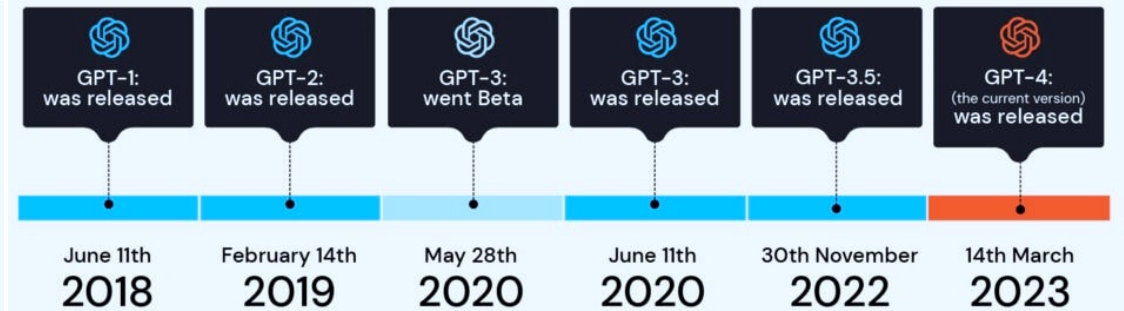 GPT-1:
was released
GPT-2:
was released
GPT-3:
went Beta
GPT-3:
was released
GPT-3.5:
was released
GPT-4:
(the current version)
was released
June 11th
2018
February 14th
2019
May 28th
2020
June 11th
2020
30th November
2022
14th March
2023